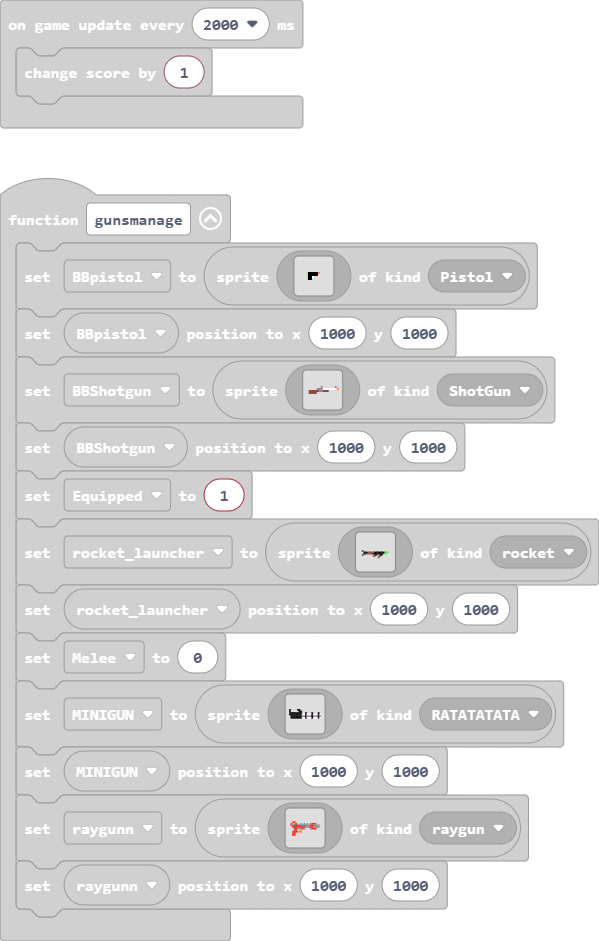 on game update every 2000 ms
change score by 1
function gunsmanage
set BBpistol to sprite of kind Pistol
set BBpistol position to x 1000 y 1000
set BBShotgun to sprite of kind ShotGun
set BBShotgun position to x 1000 y 1000
set Equipped to 1
set rocket_launcher to sprite of kind rocket
set rocket_launcher position to x 1000 y 1000
set Melee to 0
set MINIGUN to sprite of kind RATATATATA
set MINIGUN position to x 1000 y 1000
set raygunn to sprite of kind raygun
set raygunn position to x 1000 y 1000